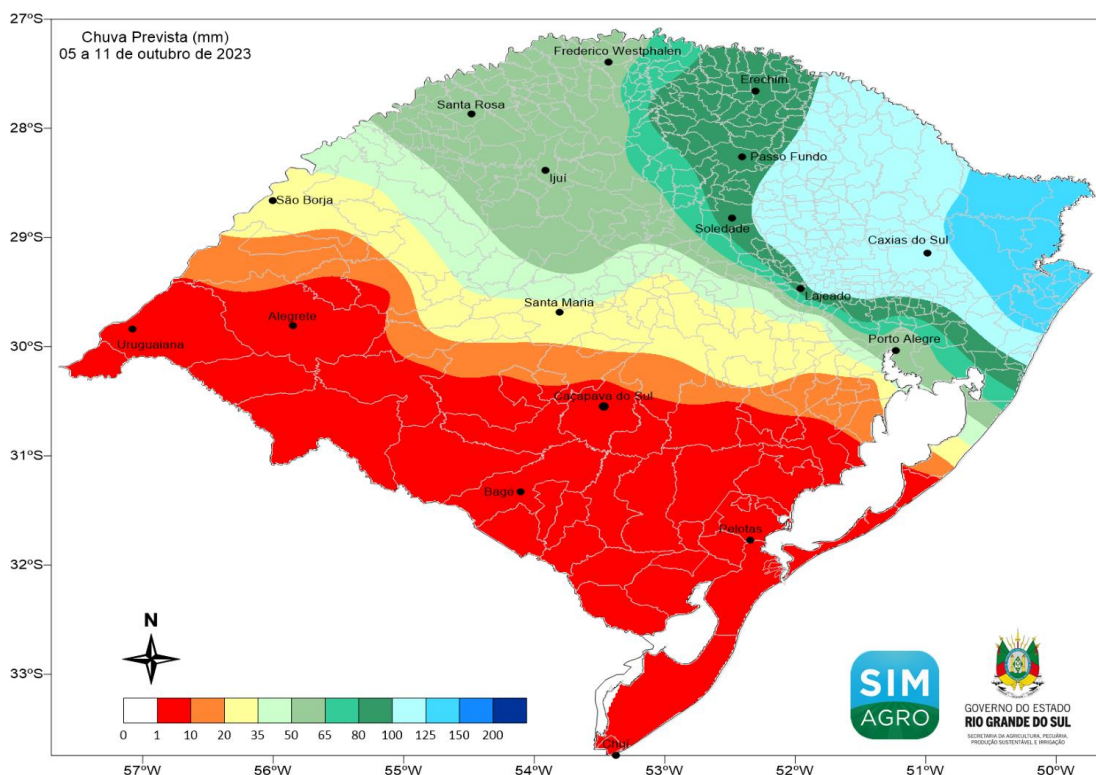 27ºS
Chuva Prevista (mm)
05 a 11 de outubro de 2023
Frederico Westphalen
Erechim
Santa Rosa
28ºS
Passo Fundo
Ijuí
São Borja
Soledade
29ºS
Caxias do Sul
Lajeado
Santa Maria
Alegrete
Uruguaiana
Porto Alegre
30ºS
Caçapava do Sul
31ºS
Bagé
Pelotas
32ºS
N
33ºS
SIM
AGRO
GOVERNO DO ESTADO
RIO GRANDE DO SUL
SECRETARIA DA AGRICULTURA, PECUÁRIA,
PRODUÇÃO SUSTENTÁVEL E IRRIGAÇÃO
0 1 10 20 35 50 65 80 100 125 150 200
Chuí
57ºW 56ºW 55ºW 54ºW 53ºW 52ºW 51ºW 50ºW